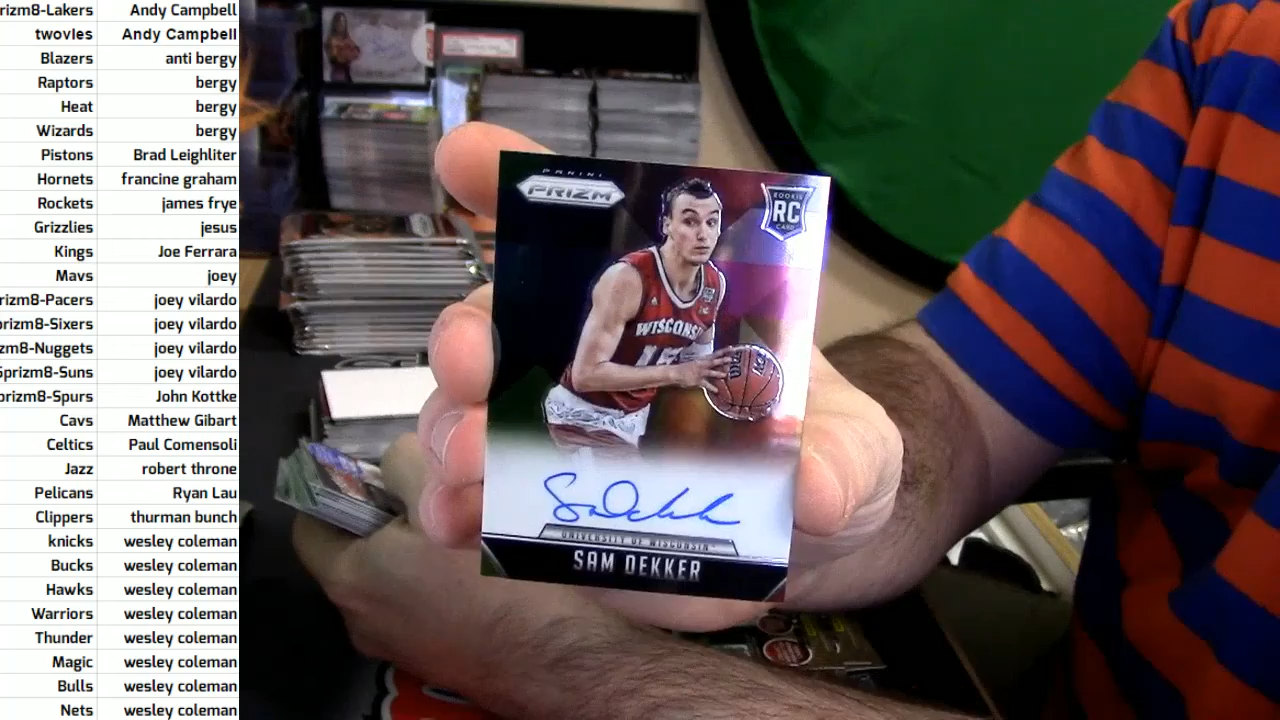 rizm8-Lakers Andy Campbell
twovles Andy Campbell
Blazers anti bergy
Raptors bergy
Heat bergy
Wizards bergy
Pistons Brad Leighliter
Hornets francine graham
Rockets james frye
Grizzlies jesus
Kings Joe Ferrara
Mavs joey
rizm8-Pacers joey vilardo
prizm8-Sixers joey vilardo
zm8-Nuggets joey vilardo
prizm8-Suns joey vilardo
prizm8-Spurs John Kottke
Cavs Matthew Gibart
Celtics Paul Comensoli
Jazz robert throne
Pelicans Ryan Lau
Clippers thurman bunch
knicks wesley coleman
Bucks wesley coleman
Hawks wesley coleman
Warriors wesley coleman
Thunder wesley coleman
Magic wesley coleman
Bulls wesley coleman
Nets wesley coleman
PANINI
PRIZM
ROOKIE
RC
CARD
WISCONS
15
UNIVERSITY OF WISCONSIN
SAM DEKKER